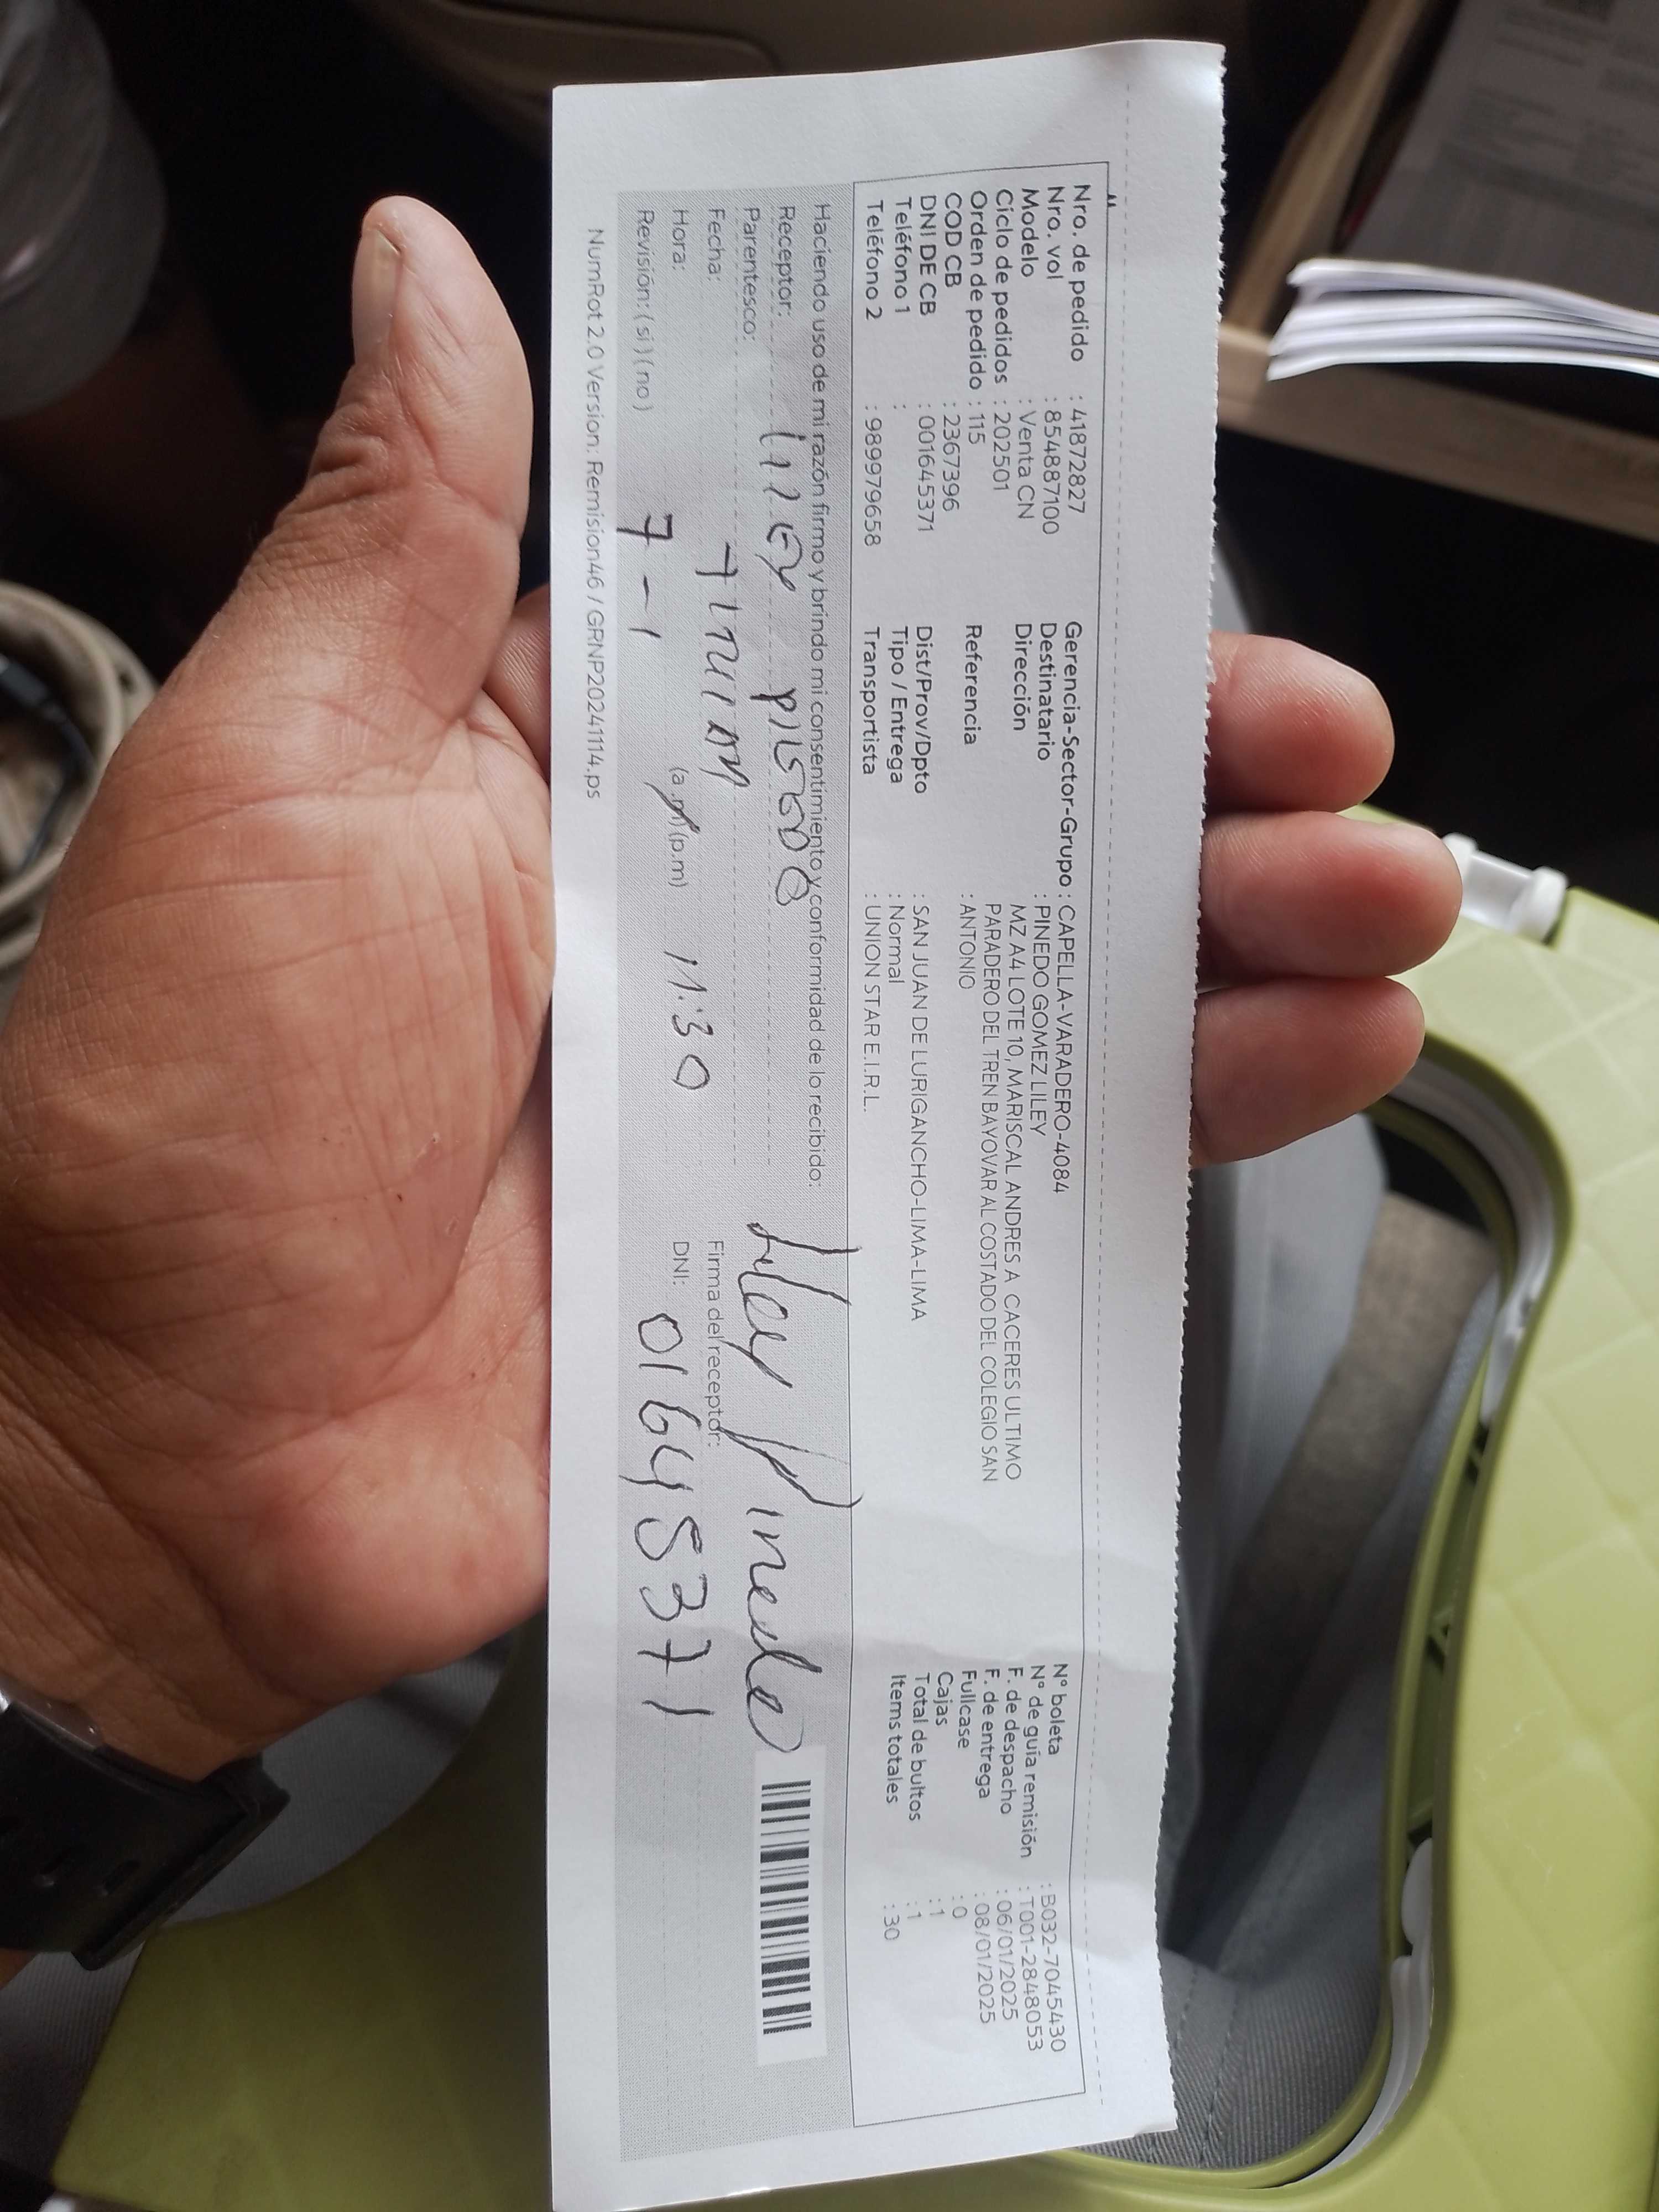 Nro. de pedido : 41872827
Nro. vol : 854887100
Modelo : Venta CN
Ciclo de pedidos : 202501
Orden de pedido : 115
COD CB : 2367396
DNI DE CB : 001645371
Teléfono 1 :
Teléfono 2 : 989979658
Gerencia-Sector-Grupo : CAPELLA-VARADERO-4084
Destinatario : PINEDO GOMEZ LILEY
Dirección MZ A4 LOTE 10, MARISCAL ANDRES A CACERES ULTIMO
PARADERO DEL TREN BAYOVAR AL COSTADO DEL COLEGIO SAN
Referencia : ANTONIO
Dist/Prov/Dpto : SAN JUAN DE LURIGANCHO-LIMA-LIMA
Tipo / Entrega : Normal
Transportista : UNION STAR E.I.R.L.
N° boleta : B032-7045430
N° de guía remisión : T001-2848053
F. de despacho : 06/01/2025
F. de entrega : 08/01/2025
Fullcase : 0
Cajas : 1
Total de bultos : 1
Items totales : 30
Haciendo uso de mi razón firmo y brindo mi consentimiento y conformidad de lo recibido:
Receptor:
Parentesco:
Fecha:
Hora: (a.m)(p.m) 11:30
Revisión: ( si ) ( no ) 7-1
Liley Pinedo
Firma del receptor:
DNI: 01645371
NumRot 2.0 Version: Remision46 / GRNP20241114.ps